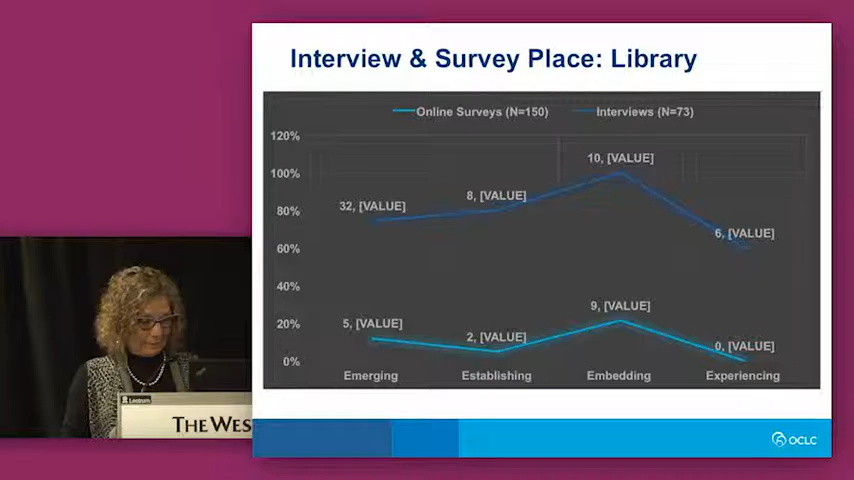 Interview & Survey Place: Library
Online Surveys (N=150) Interviews (N=73)
120%
100%
80%
60%
40%
20%
0%
10, [VALUE]
8, [VALUE]
32, [VALUE]
6, [VALUE]
9, [VALUE]
5, [VALUE]
2, [VALUE]
0, [VALUE]
Emerging Establishing Embedding Experiencing
Lectrum
THE WES
OCLC